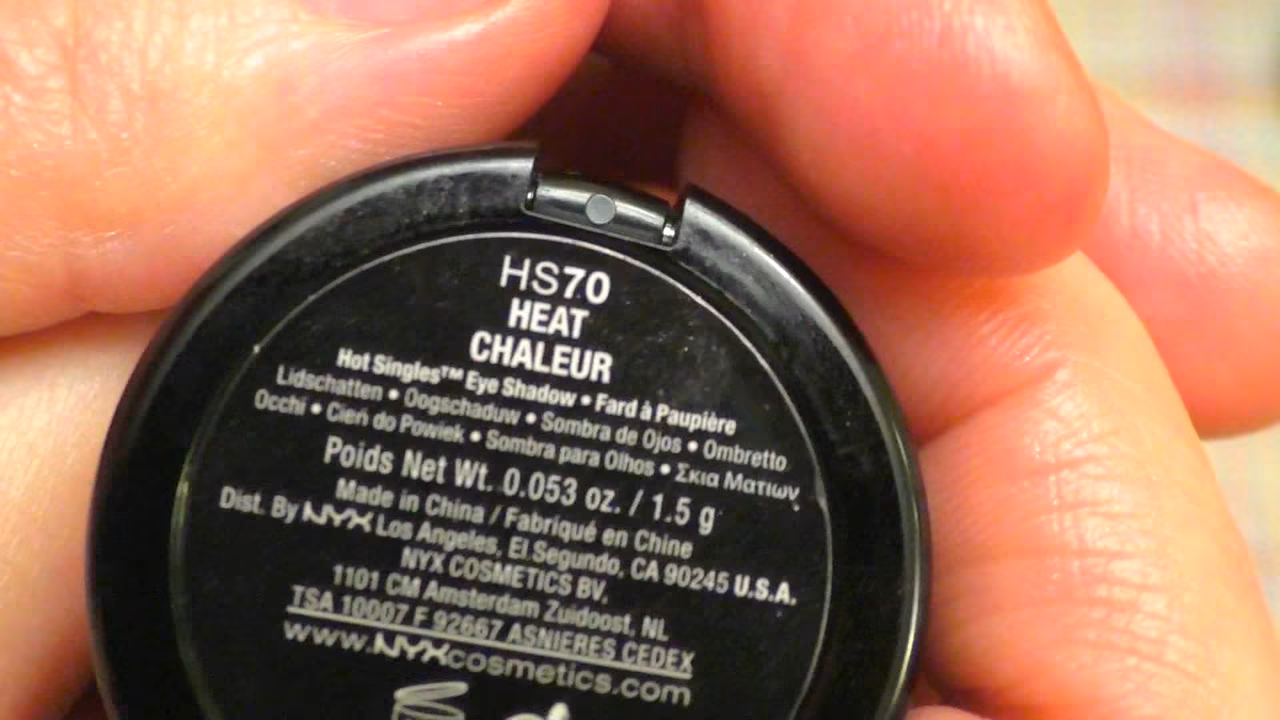 HS70
HEAT
CHALEUR
Hot Singles™ Eye Shadow • Fard à Paupière
Lidschatten • Oogschaduw • Sombra de Ojos • Ombretto
Occhi • Cień do Powiek • Sombra para Olhos • Σκια Ματιων
Poids Net Wt. 0.053 oz. / 1.5 g
Made in China / Fabriqué en Chine
Dist. By NYX Los Angeles, El Segundo, CA 90245 U.S.A.
NYX COSMETICS BV,
1101 CM Amsterdam Zuidoost, NL
TSA 10007 F 92667 ASNIERES CEDEX
www.NYXcosmetics.com